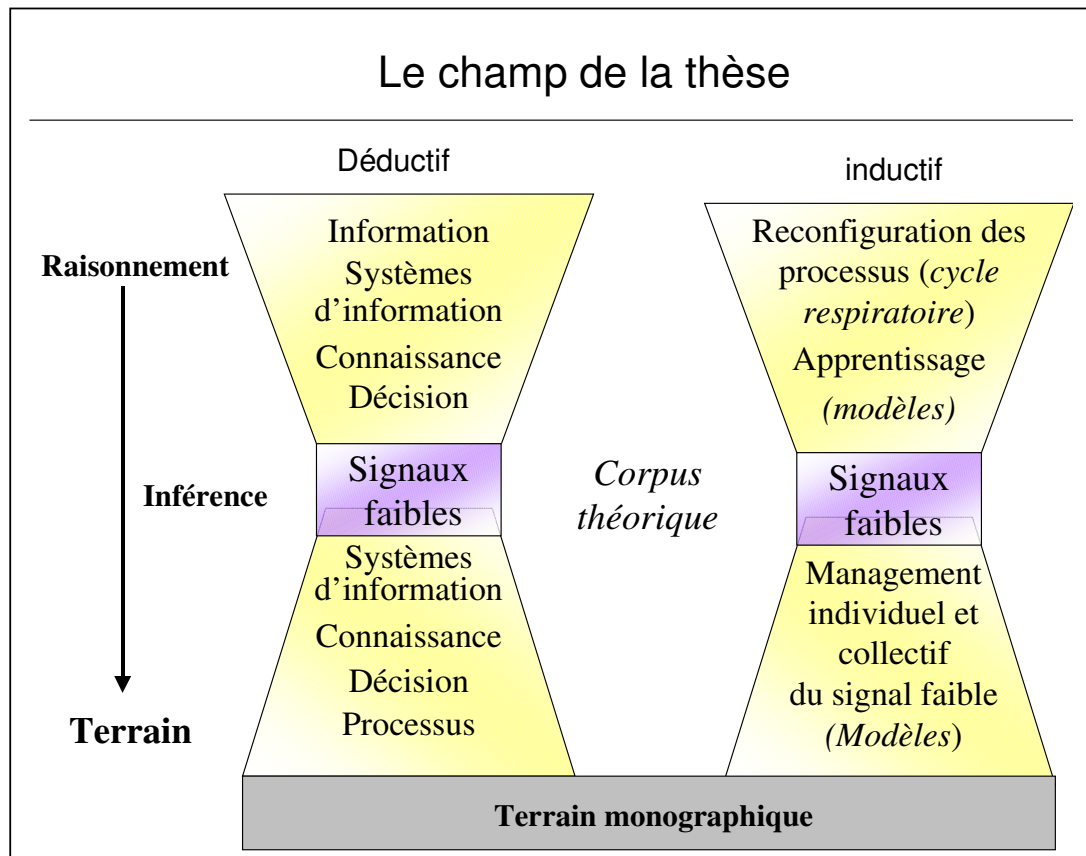 Le champ de la thèse
Déductif
inductif
Raisonnement
Inférence
Terrain
Information
Systèmes
d’information
Connaissance
Décision
Signaux
faibles
Systèmes
d’information
Connaissance
Décision
Processus
Corpus
théorique
Reconfiguration des
processus (cycle
respiratoire)
Apprentissage
(modèles)
Signaux
faibles
Management
individuel et
collectif
du signal faible
(Modèles)
Terrain monographique